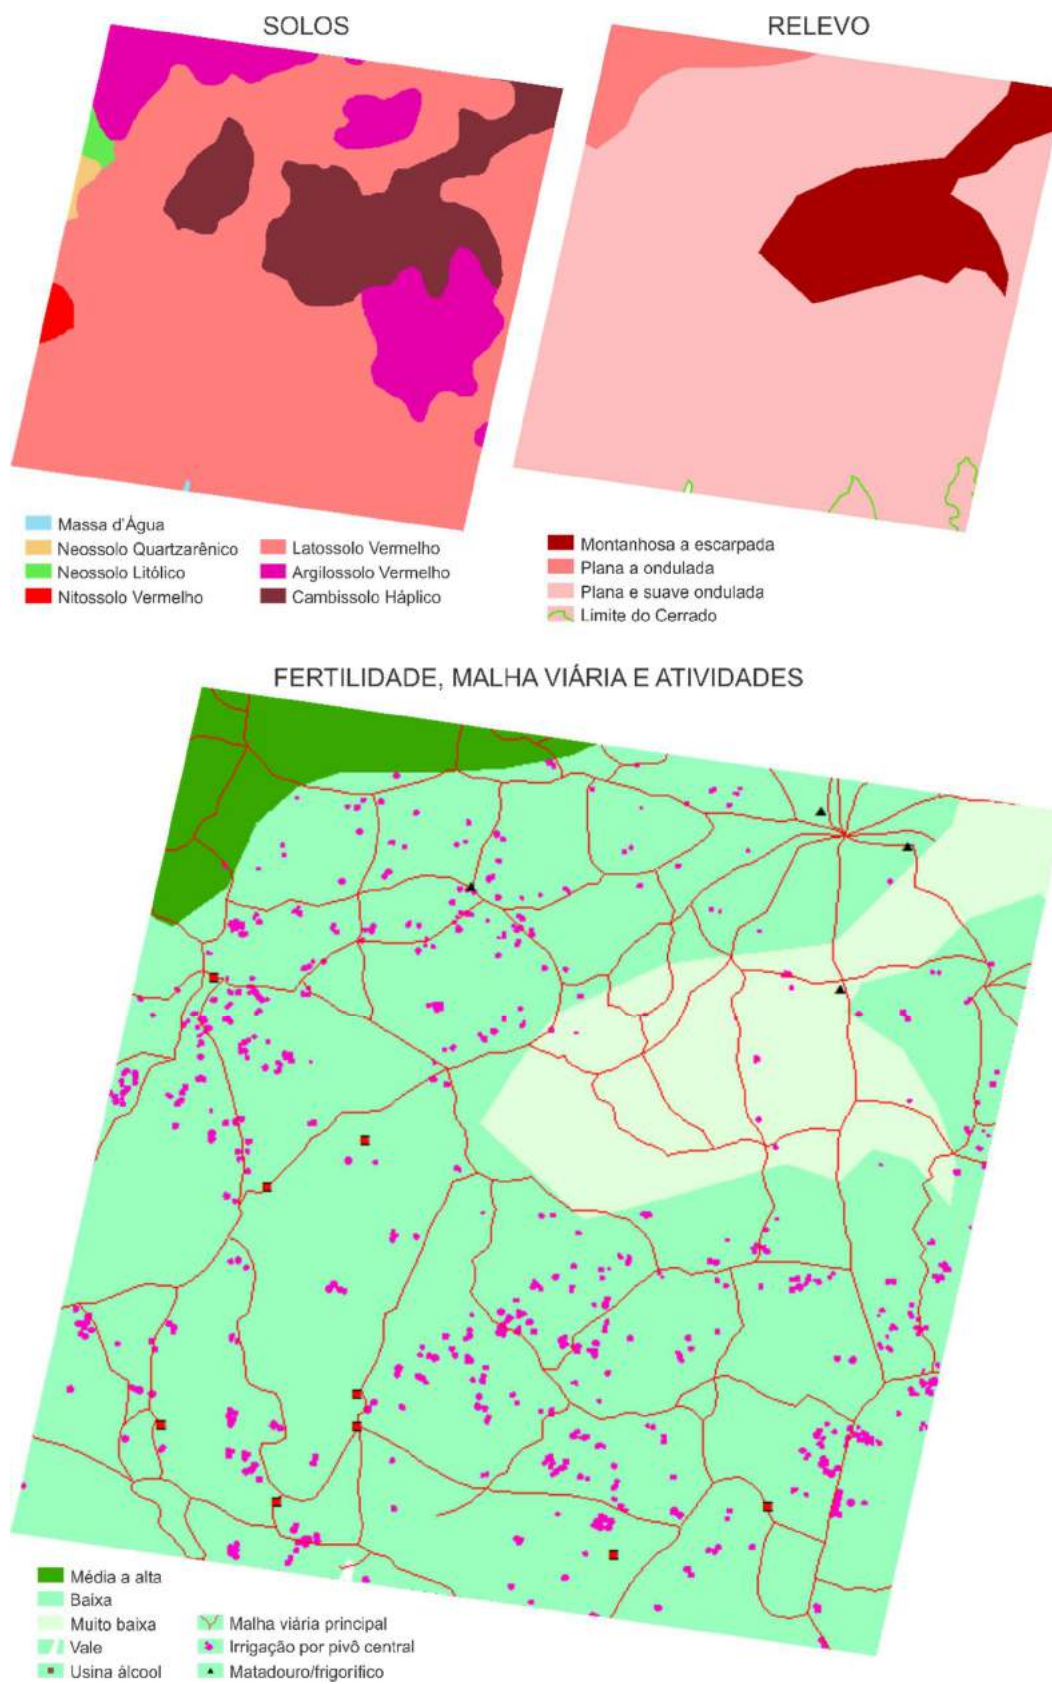 SOLOS
RELEVO
Massa d'Água
Neossolo Quartzarênico
Neossolo Litólico
Nitossolo Vermelho
Latossolo Vermelho
Argilossolo Vermelho
Cambissolo Háplico
Montanhosa a escarpada
Plana a ondulada
Plana e suave ondulada
Limite do Cerrado
FERTILIDADE, MALHA VIÁRIA E ATIVIDADES
Média a alta
Baixa
Muito baixa
Vale
Usina álcool
Malha viária principal
Irrigação por pivô central
Matadouro/frigorífico